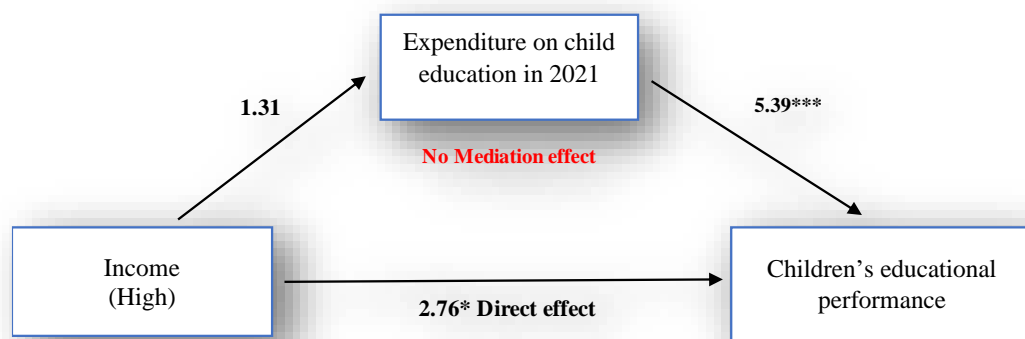 Expenditure on child
education in 2021
1.31
5.39***
No Mediation effect
Income
(High)
Children’s educational
performance
2.76* Direct effect